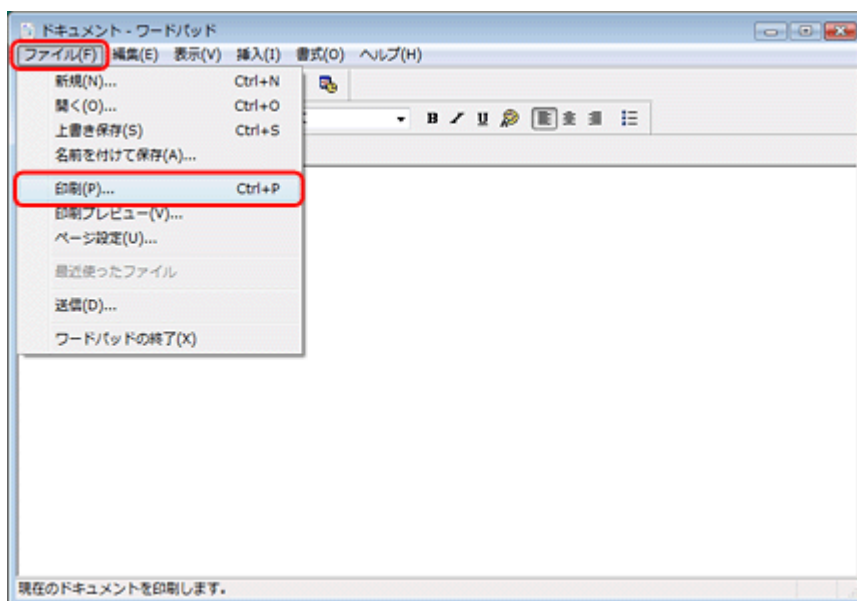 ドキュメント - ワードパッド
ファイル(F) 編集(E) 表示(V) 挿入(I) 書式(O) ヘルプ(H)
新規(N)... Ctrl+N
開く(O)... Ctrl+O
上書き保存(S) Ctrl+S
名前を付けて保存(A)...
B U
印刷(P)... Ctrl+P
印刷プレビュー(V)...
ページ設定(U)...
最近使ったファイル
送信(D)...
ワードパッドの終了(X)
現在のドキュメントを印刷します。